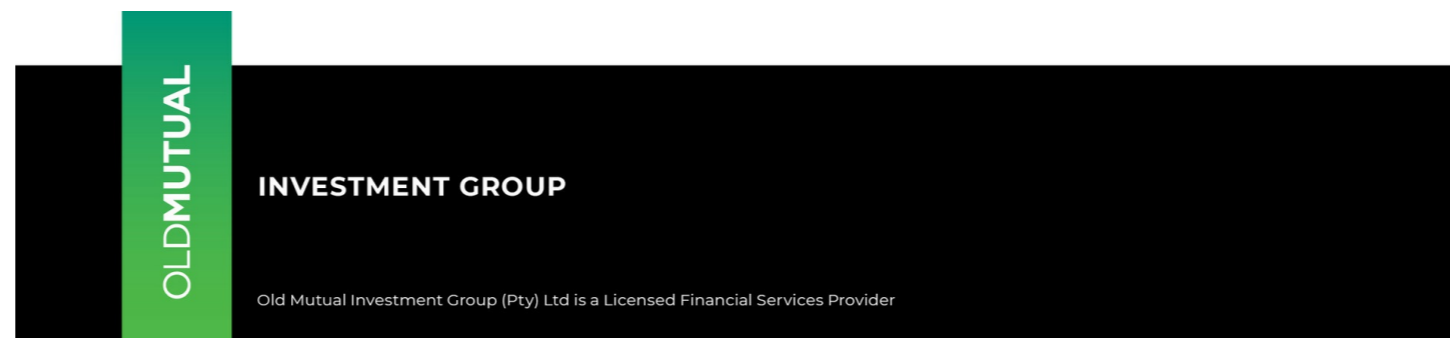 OLDMUTUAL
INVESTMENT GROUP
Old Mutual Investment Group (Pty) Ltd is a Licensed Financial Services Provider